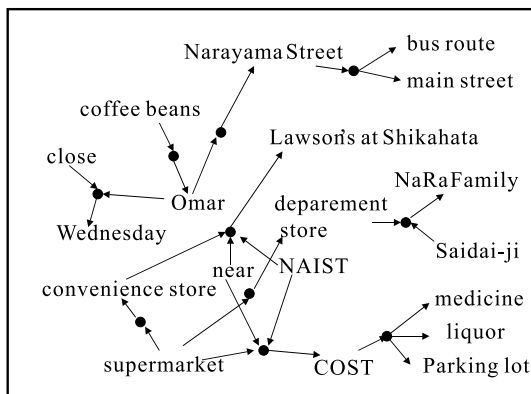 bus route
Narayama Street
main street
coffee beans
Lawson's at Shikahata
close
NaRaFamily
Omar
deparement
store
Wednesday
Saidai-ji
near
NAIST
convenience store
medicine
liquor
supermarket
COST
Parking lot